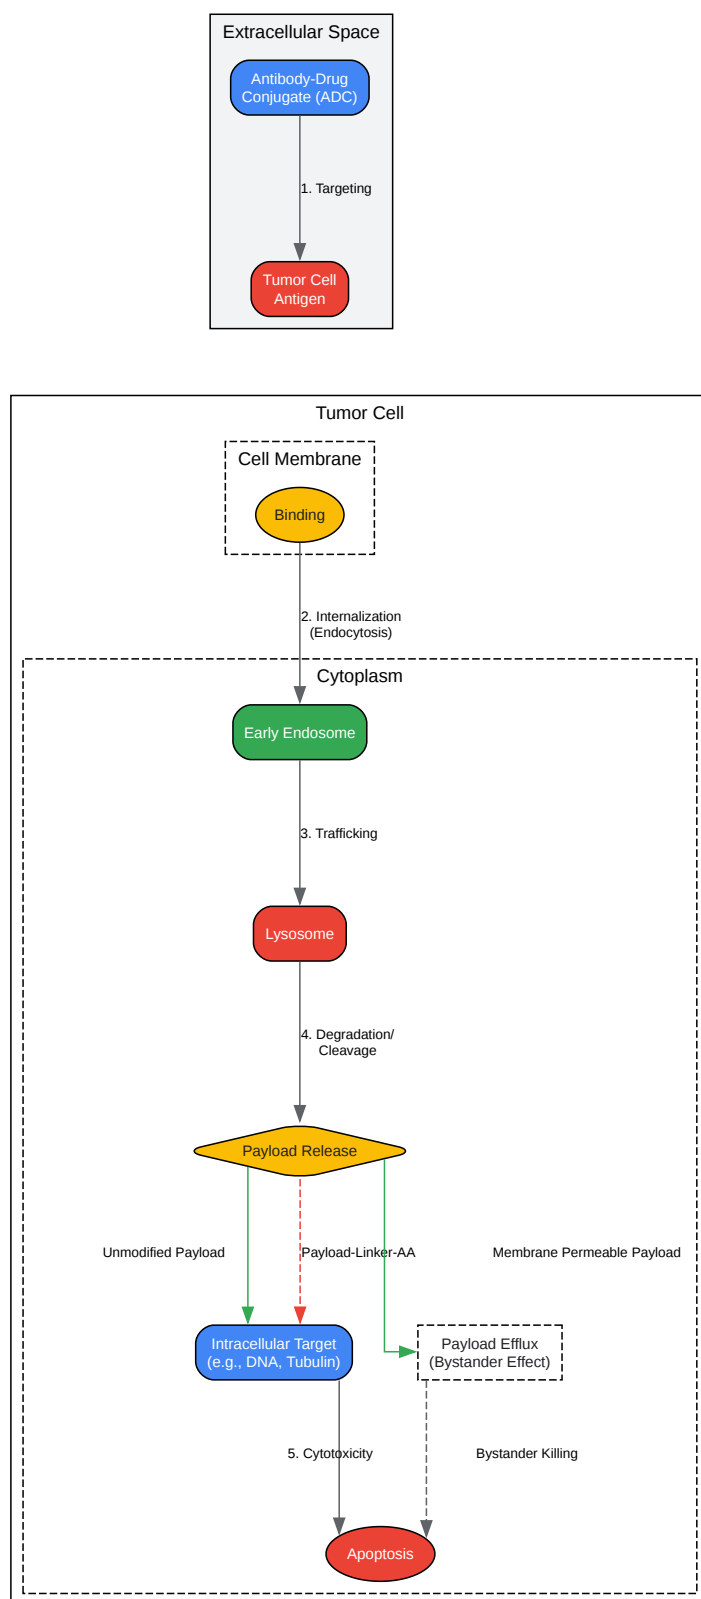 Extracellular Space
Antibody-Drug
Conjugate (ADC)
1. Targeting
Tumor Cell
Antigen
Tumor Cell
Cell Membrane
Binding
2. Internalization
(Endocytosis)
Cytoplasm
Early Endosome
3. Trafficking
Lysosome
4. Degradation/
Cleavage
Payload Release
Unmodified Payload
Payload-Linker-AA
Membrane Permeable Payload
Intracellular Target
(e.g., DNA, Tubulin)
Payload Efflux
(Bystander Effect)
5. Cytotoxicity
Bystander Killing
Apoptosis